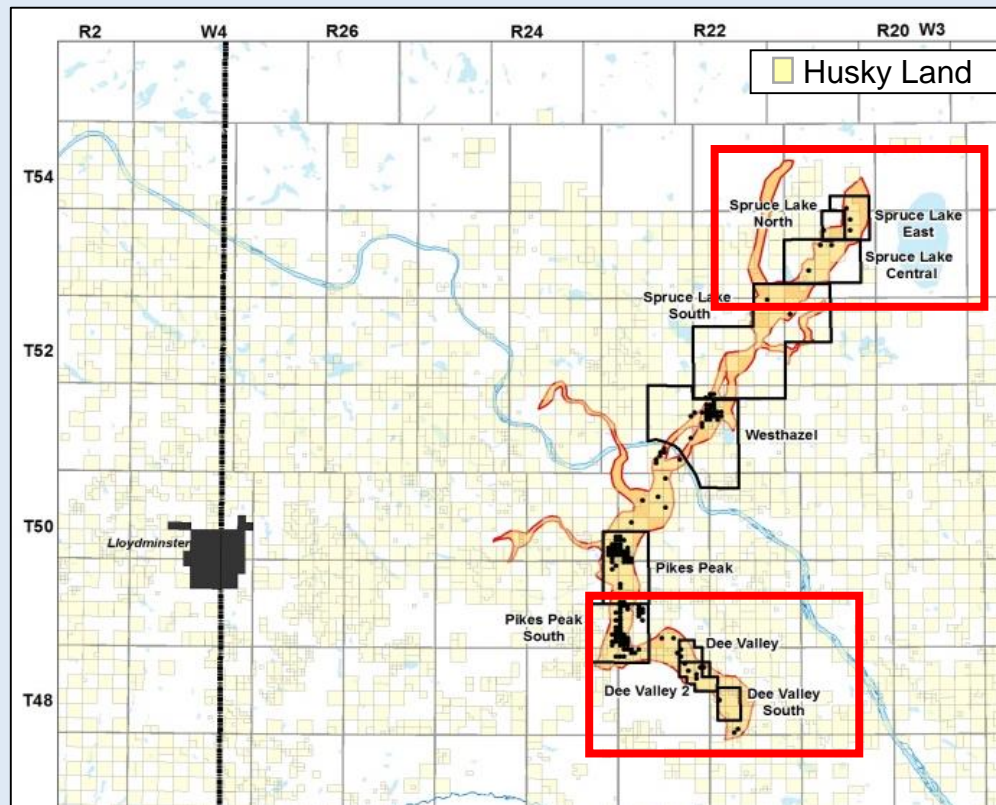 R2
W4
R26
R24
R22
R20 W3
Husky Land
T54
Spruce Lake
North
Spruce Lake
East
Spruce Lake
Central
Spruce Lake
South
T52
Westhazel
T50
Lloydminster
Pikes Peak
Pikes Peak
South
Dee Valley
Dee Valley 2
T48
Dee Valley
South